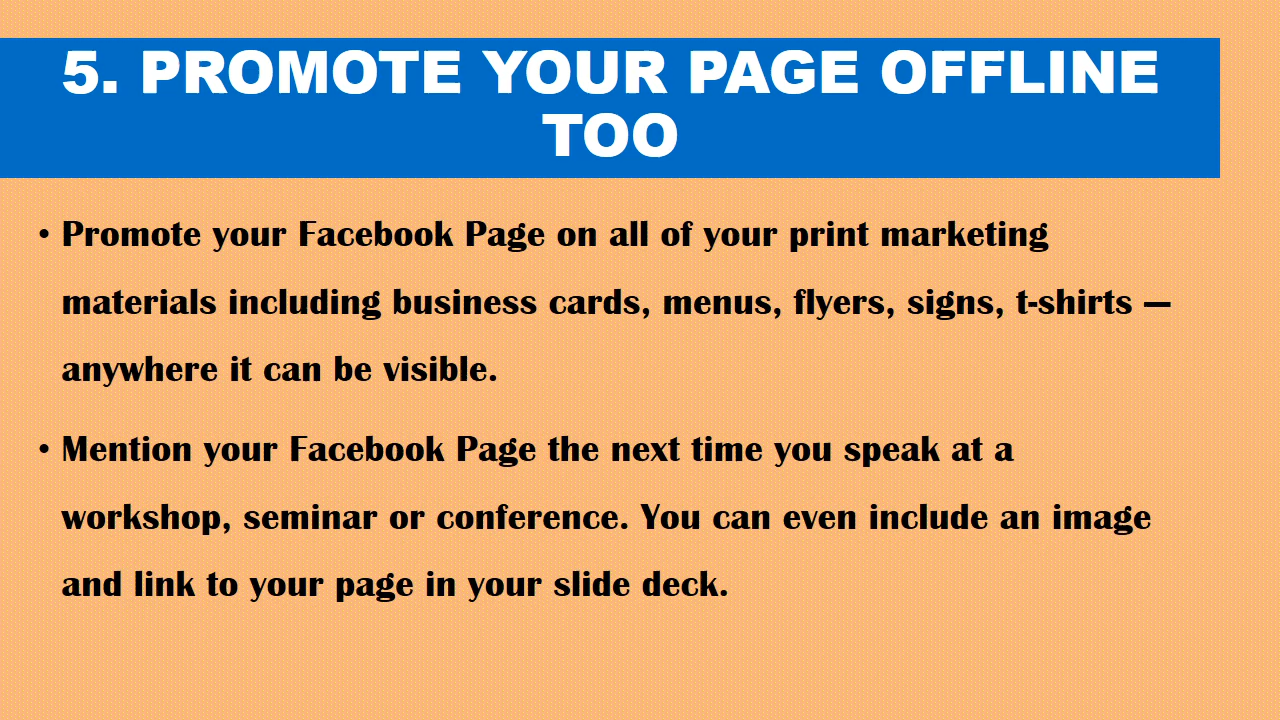 5. PROMOTE YOUR PAGE OFFLINE
TOO
• Promote your Facebook Page on all of your print marketing
materials including business cards, menus, flyers, signs, t-shirts —
anywhere it can be visible.
• Mention your Facebook Page the next time you speak at a
workshop, seminar or conference. You can even include an image
and link to your page in your slide deck.